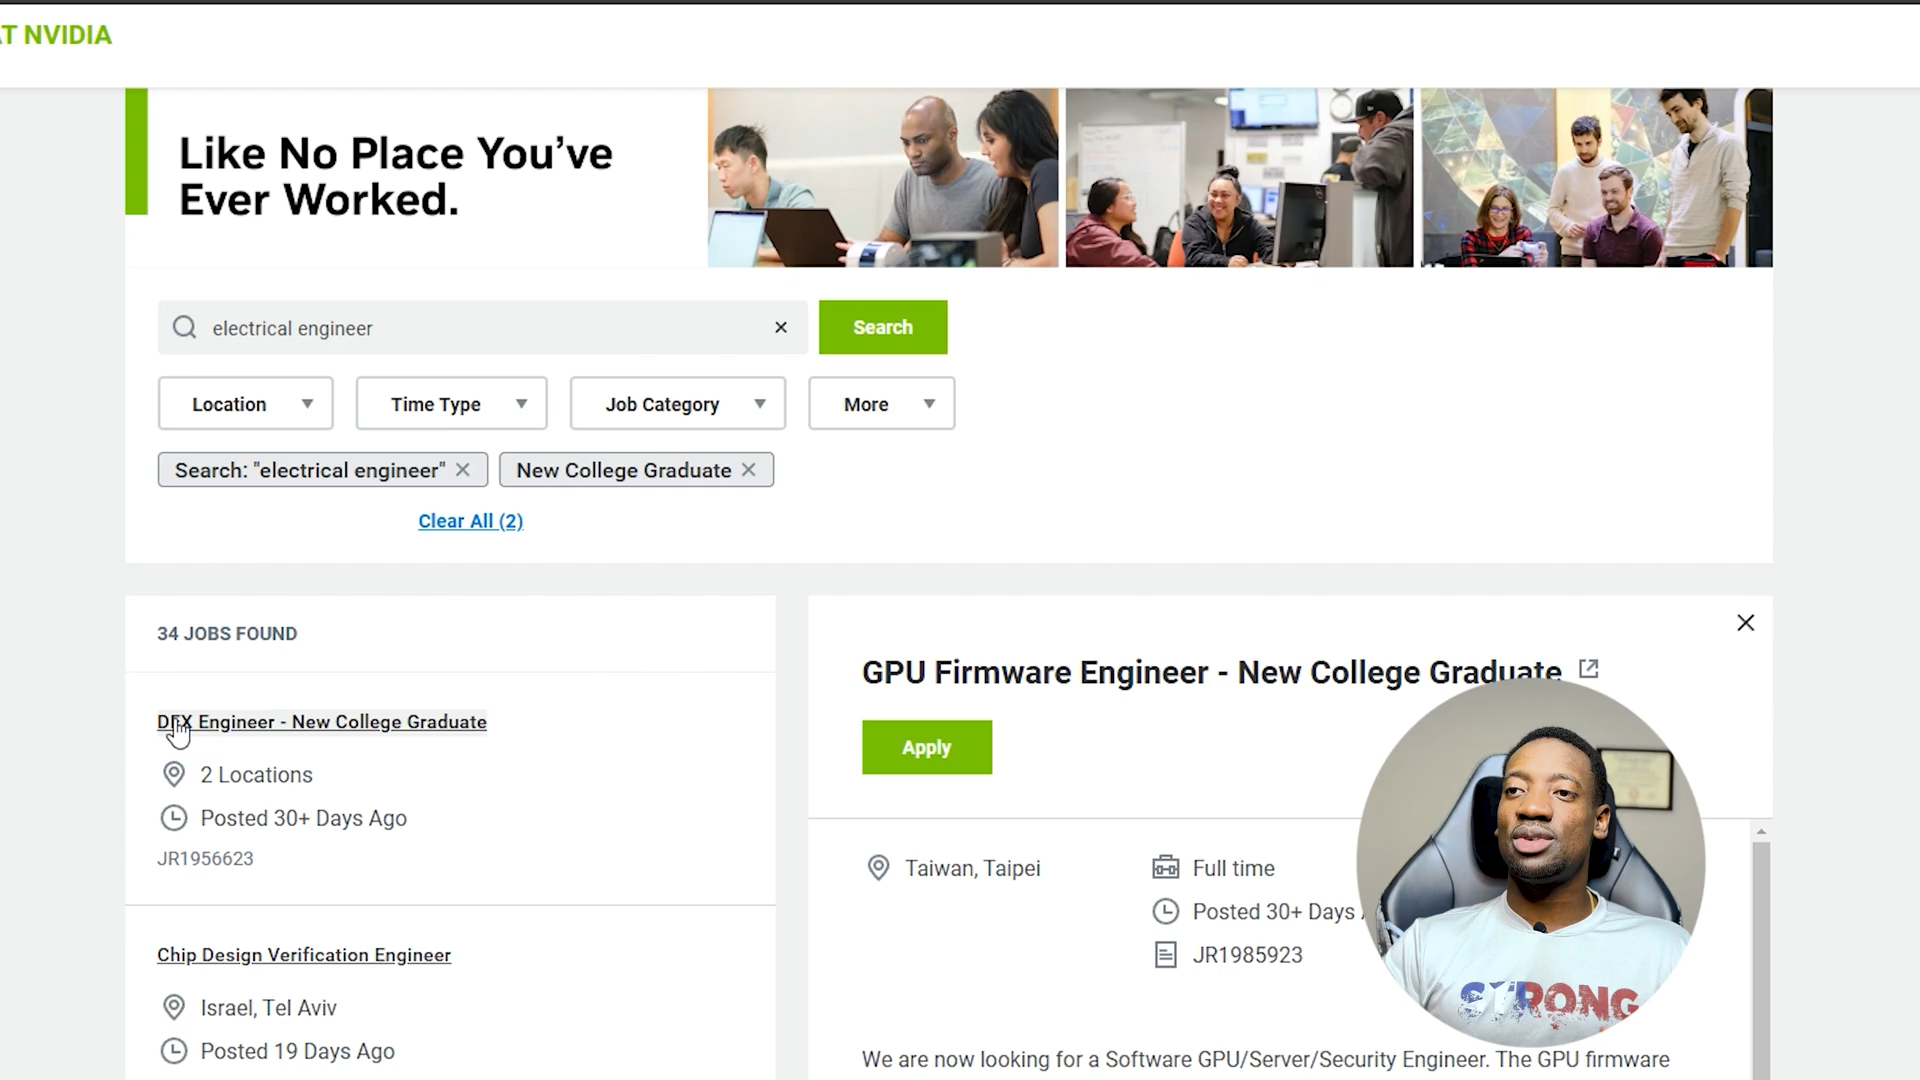 AT NVIDIA
Like No Place You've
Ever Worked.
electrical engineer
Search
Location
Time Type
Job Category
More
Search: "electrical engineer"
New College Graduate
Clear All (2)
34 JOBS FOUND
DFX Engineer - New College Graduate
2 Locations
Posted 30+ Days Ago
JR1956623
Chip Design Verification Engineer
Israel, Tel Aviv
Posted 19 Days Ago
GPU Firmware Engineer - New College Graduate
Apply
Taiwan, Taipei
Full time
Posted 30+ Days
JR1985923
We are now looking for a Software GPU/Server/Security Engineer. The GPU firmware
STRONG